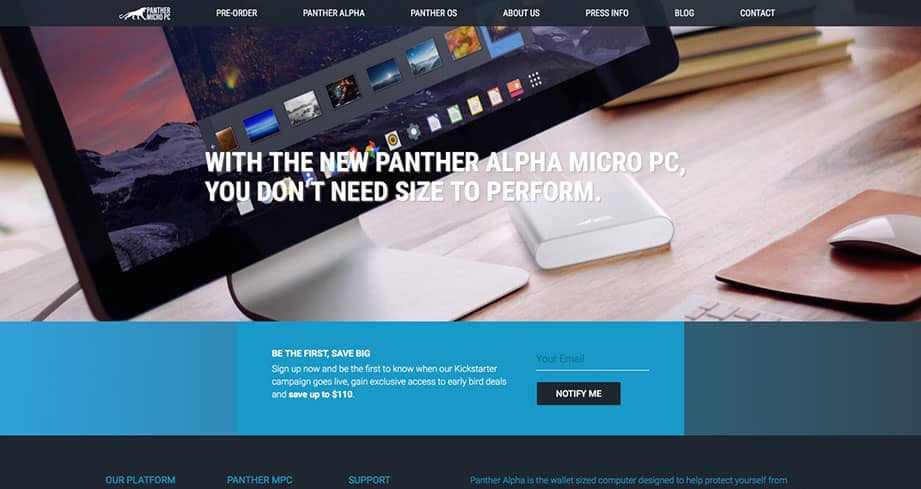 PANTHER
MICRO PC
PRE-ORDER
PANTHER ALPHA
PANTHER OS
ABOUT US
PRESS INFO
BLOG
CONTACT
WITH THE NEW PANTHER ALPHA MICRO PC,
YOU DON'T NEED SIZE TO PERFORM.
BE THE FIRST, SAVE BIG
Sign up now and be the first to know when our Kickstarter
campaign goes live, gain exclusive access to early bird deals
and save up to $110.
Your Email
NOTIFY ME
OUR PLATFORM
PANTHER MPC
SUPPORT
Panther Alpha is the wallet sized computer designed to help protect yourself from